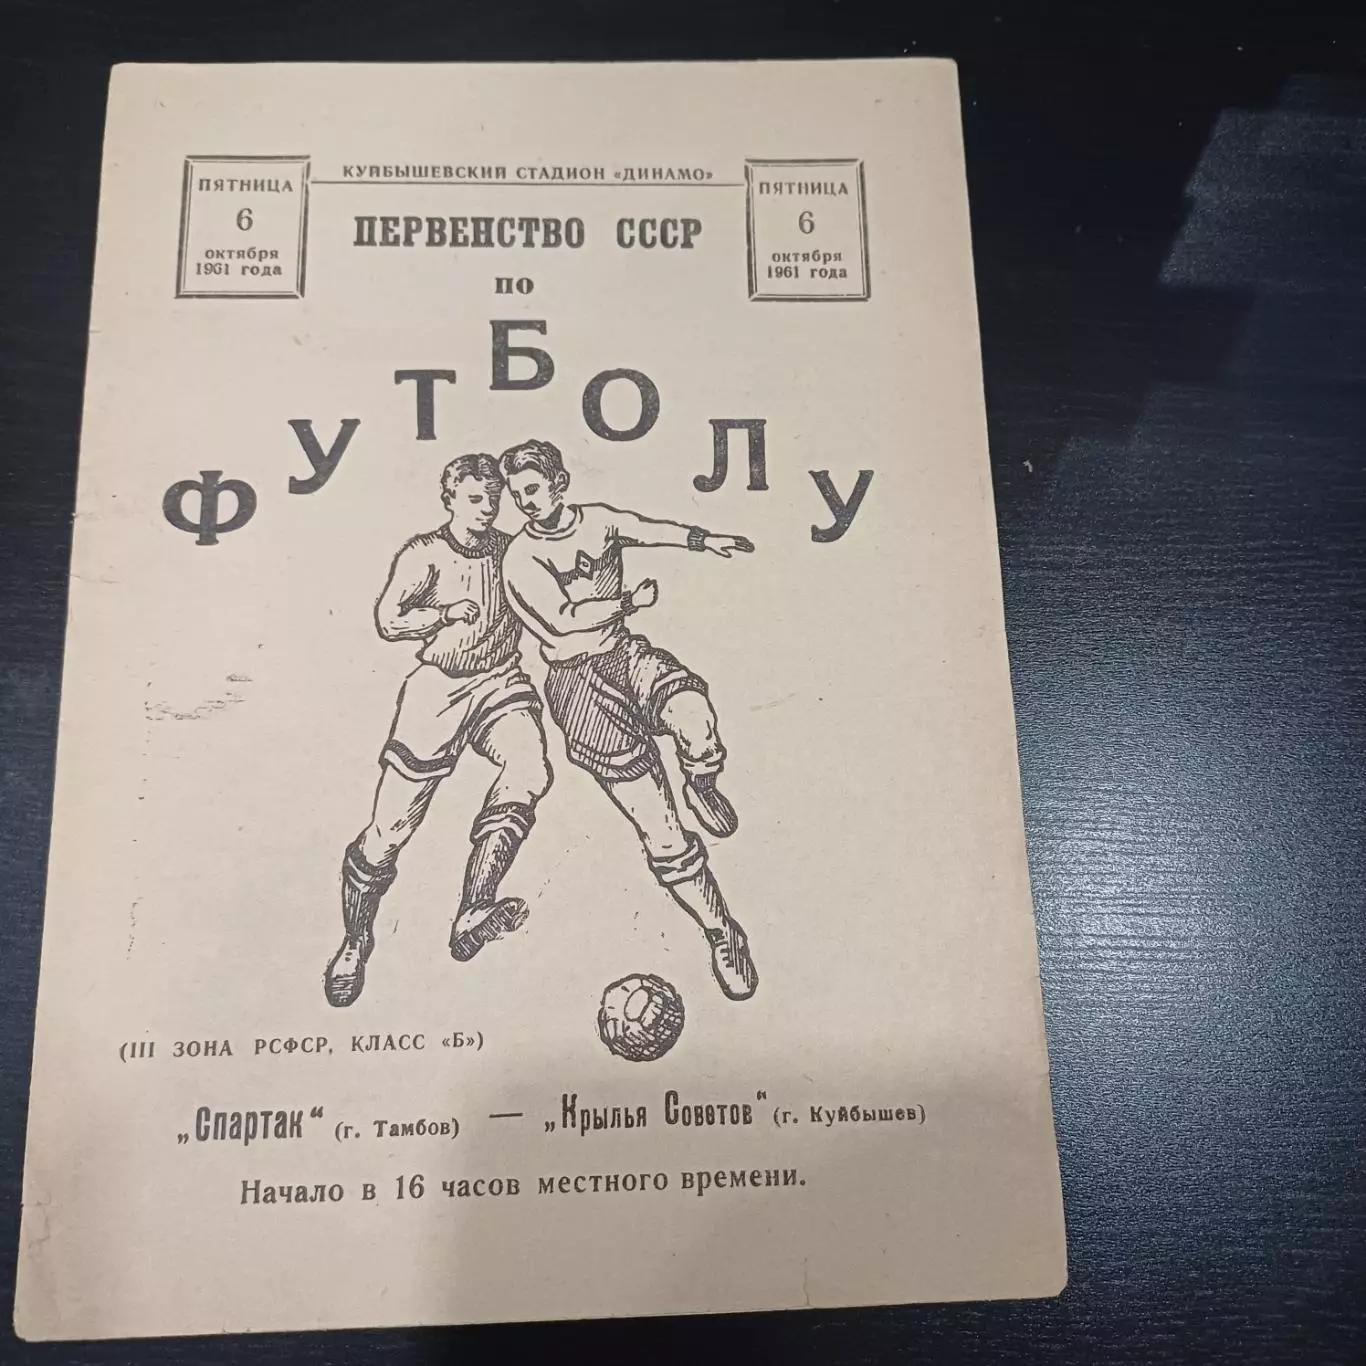 КУЙБЫШЕВСКИЙ СТАДИОН «ДИНАМО»
ПЯТНИЦА
6
октября
1961 года
ПЯТНИЦА
6
октября
1961 года
ПЕРВЕНСТВО СССР
ПО
ФУТБОЛУ
(III ЗОНА РСФСР, КЛАСС «Б»)
„Спартак“ (г. Тамбов) — „Крылья Советов“ (г. Куйбышев)
Начало в 16 часов местного времени.